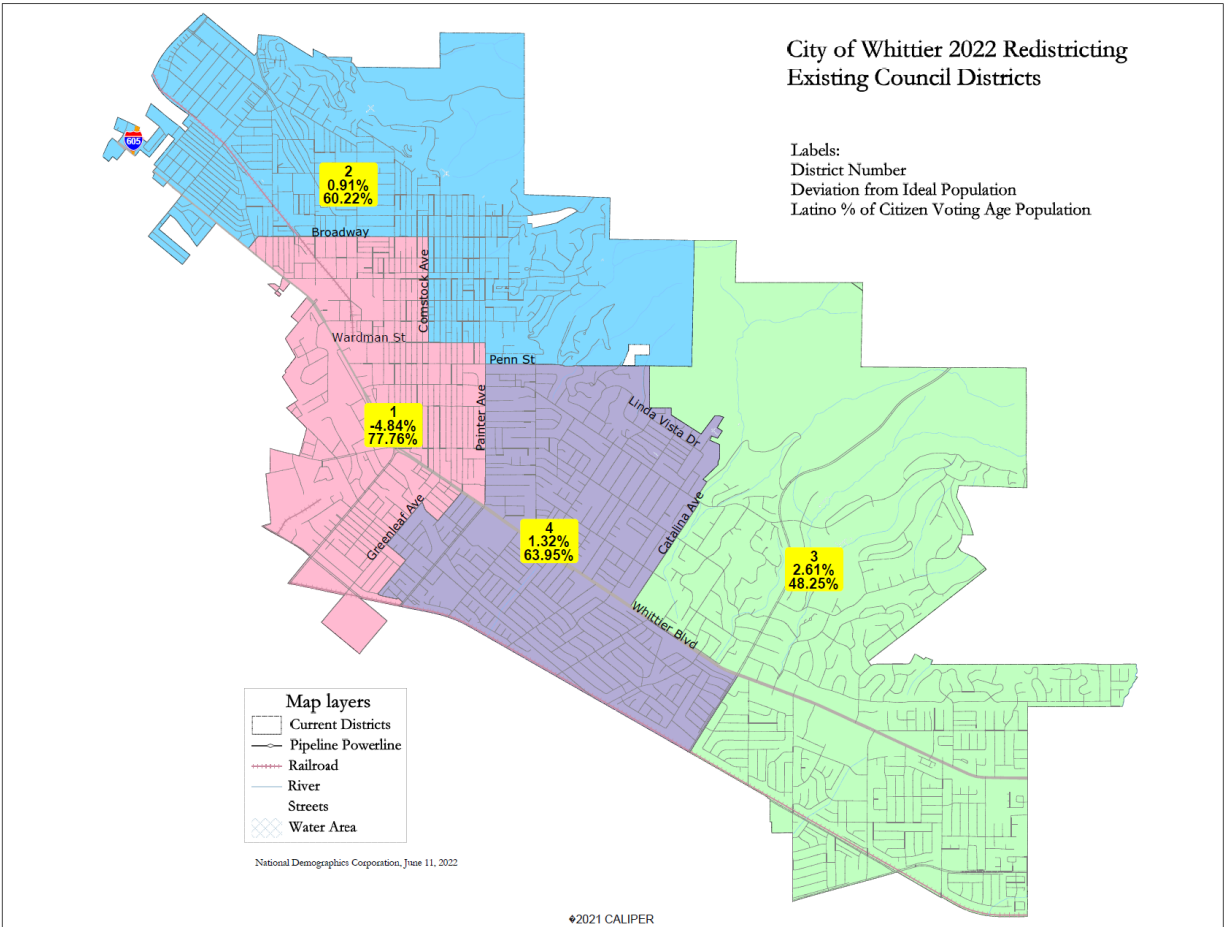 City of Whittier 2022 Redistricting
Existing Council Districts
Labels:
District Number
Deviation from Ideal Population
Latino % of Citizen Voting Age Population
605
2
0.91%
60.22%
Broadway
Comstock Ave
Wardman St
Penn St
Painter Ave
Linda Vista Dr
1
-4.84%
77.76%
Greenleaf Ave
Catalina Ave
4
1.32%
63.95%
3
2.61%
48.25%
Whittier Blvd
Map layers
Current Districts
Pipeline Powerline
Railroad
River
Streets
Water Area
National Demographics Corporation, June 11, 2022
�2021 CALIPER